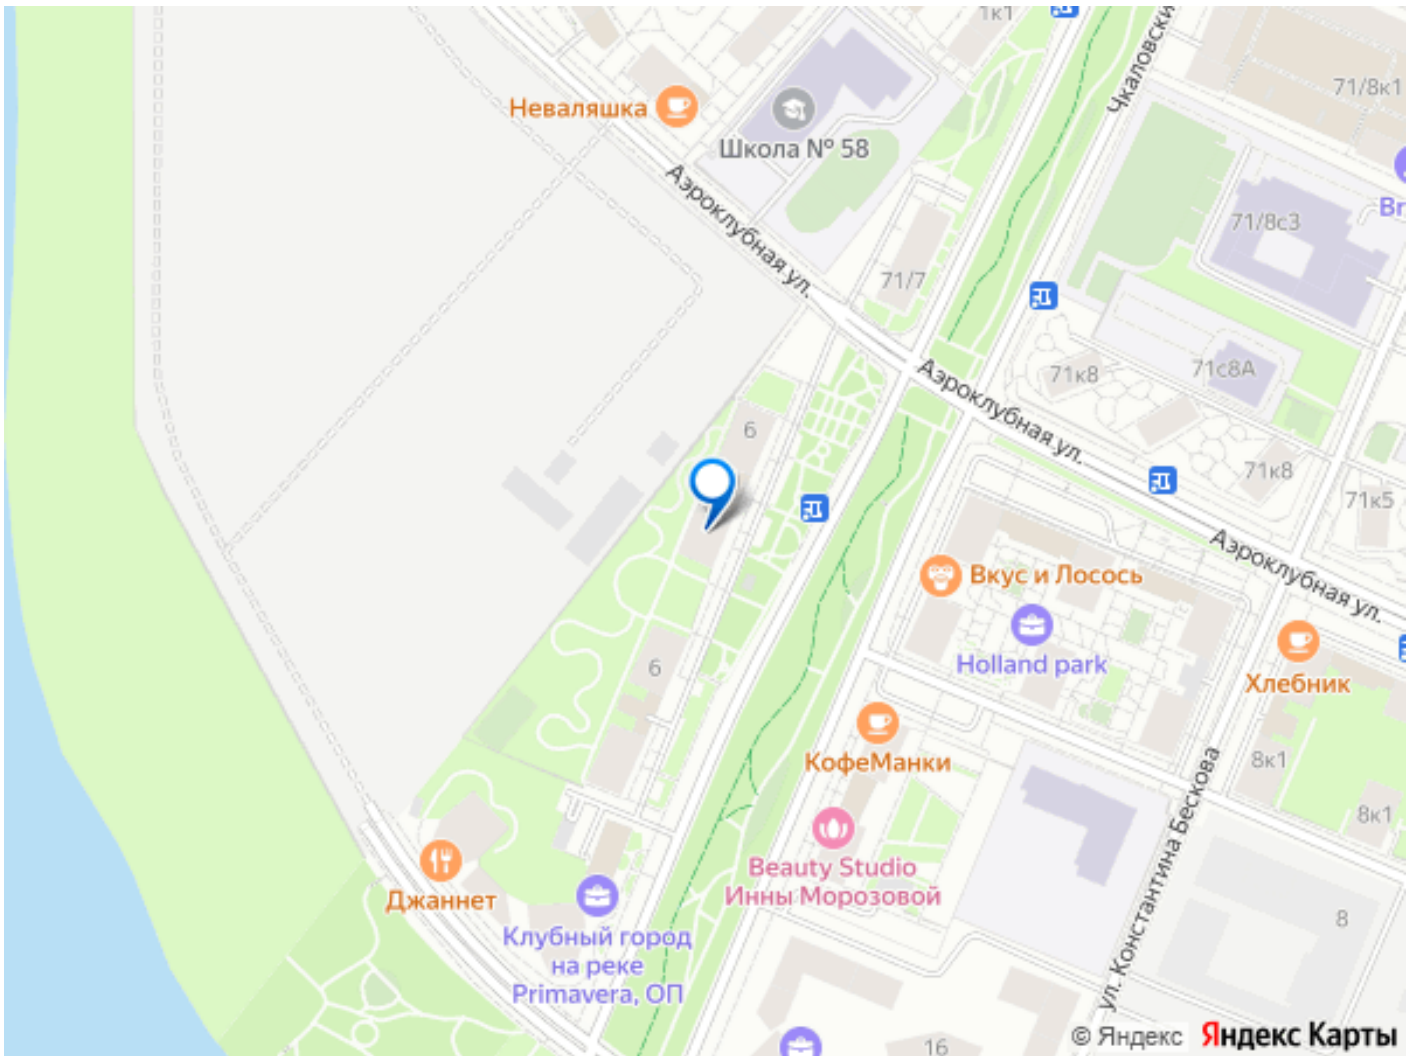 1к1
Чкаловски
71/8к1
Неваляшка
Школа № 58
Br
71/8с3
Аэроклубная ул.
71/7
71к8
71с8А
Аэроклубная ул.
6
71к8
71к5
Аэроклубная ул.
Вкус и Лосось
Holland park
6
Хлебник
КофеМанки
8к1
8к1
ул. Константина Бескова
Beauty Studio
Инны Морозовой
Джаннет
8
Клубный город
на реке
Primavera, ОП
16
© Яндекс Яндекс Карты